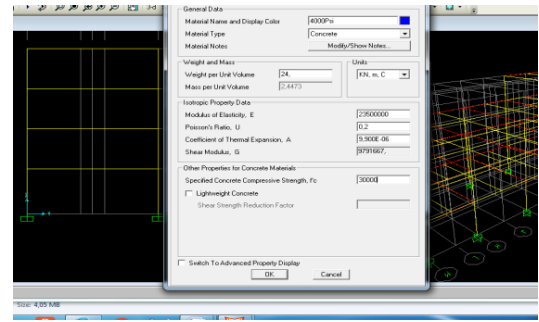 General Data
Material Name and Display Color 4000Psi
Material Type Concrete
Material Notes Modify/Show Notes...
Weight and Mass Units
Weight per Unit Volume 24, KN, m, C
Mass per Unit Volume 2,4473
Isotropic Property Data
Modulus of Elasticity, E 23500000
Poisson's Ratio, U 0,2
Coefficient of Thermal Expansion, A 9,900E-06
Shear Modulus, G 9791667,
Other Properties for Concrete Materials
Specified Concrete Compressive Strength, f'c 30000
Lightweight Concrete
Shear Strength Reduction Factor
Switch To Advanced Property Display
OK Cancel
Size: 4,05 MB